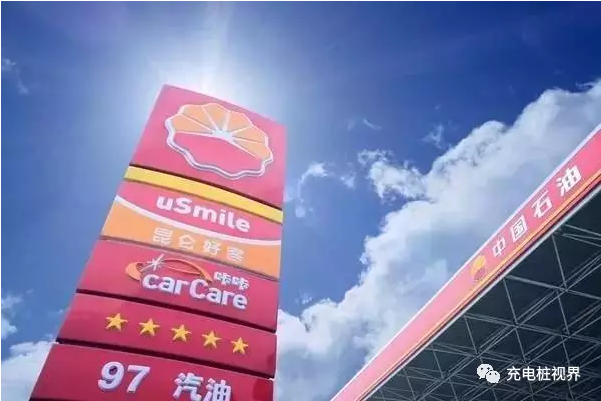 uSmile
昆仑好客
咔咔
carCare
97 汽油
中国石油
充电桩视界